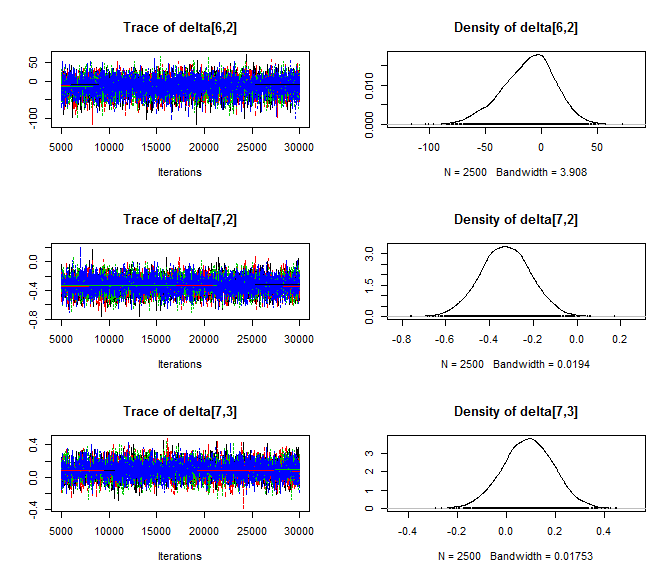 Trace of delta[6,2]
50
0
-100
5000 10000 15000 20000 25000 30000
Iterations
Density of delta[6,2]
0.010
0.000
-100 -50 0 50
N = 2500 Bandwidth = 3.908
Trace of delta[7,2]
0.0
-0.4
-0.8
5000 10000 15000 20000 25000 30000
Iterations
Density of delta[7,2]
3.0
1.5
0.0
-0.8 -0.6 -0.4 -0.2 0.0 0.2
N = 2500 Bandwidth = 0.0194
Trace of delta[7,3]
0.4
0.0
-0.4
5000 10000 15000 20000 25000 30000
Iterations
Density of delta[7,3]
3
2
1
0
-0.4 -0.2 0.0 0.2 0.4
N = 2500 Bandwidth = 0.01753